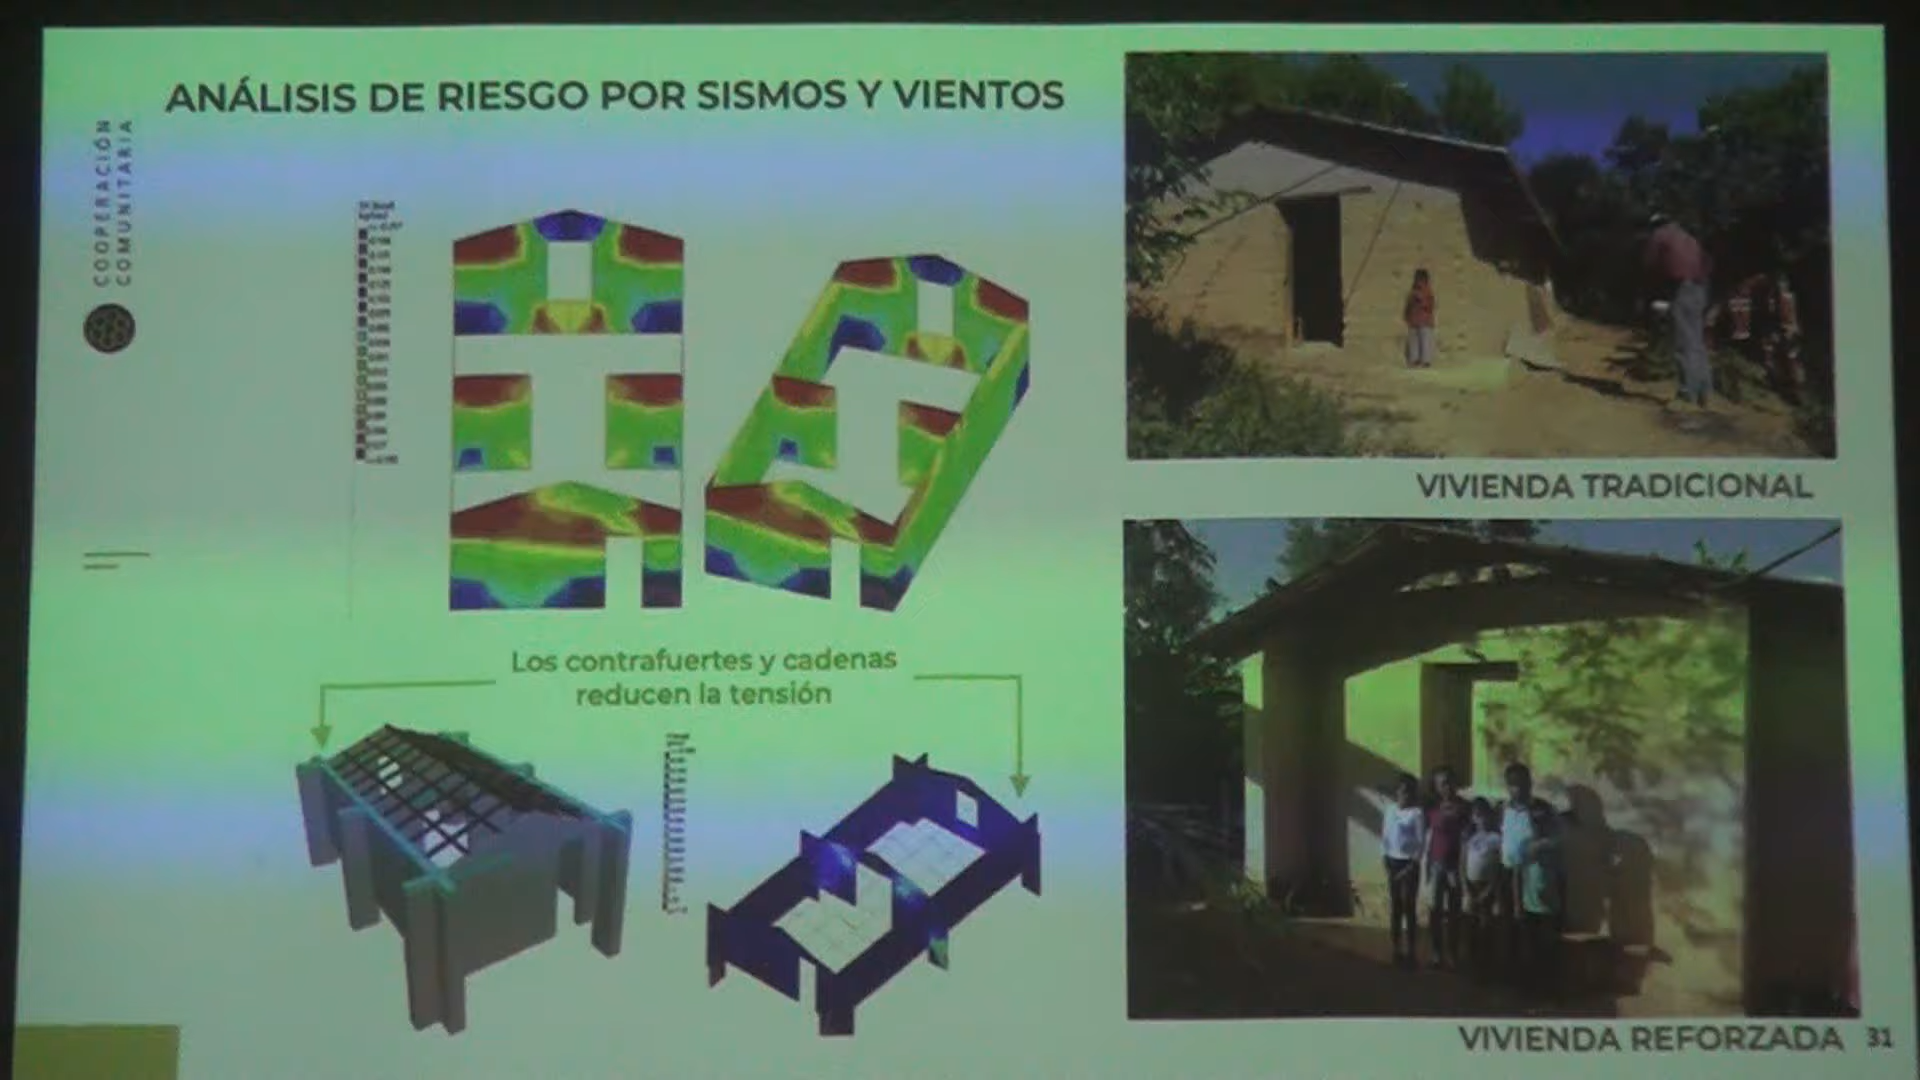 ANÁLISIS DE RIESGO POR SISMOS Y VIENTOS
COOPERACIÓN
COMUNITARIA
VIVIENDA TRADICIONAL
Los contrafuertes y cadenas
reducen la tensión
VIVIENDA REFORZADA
31